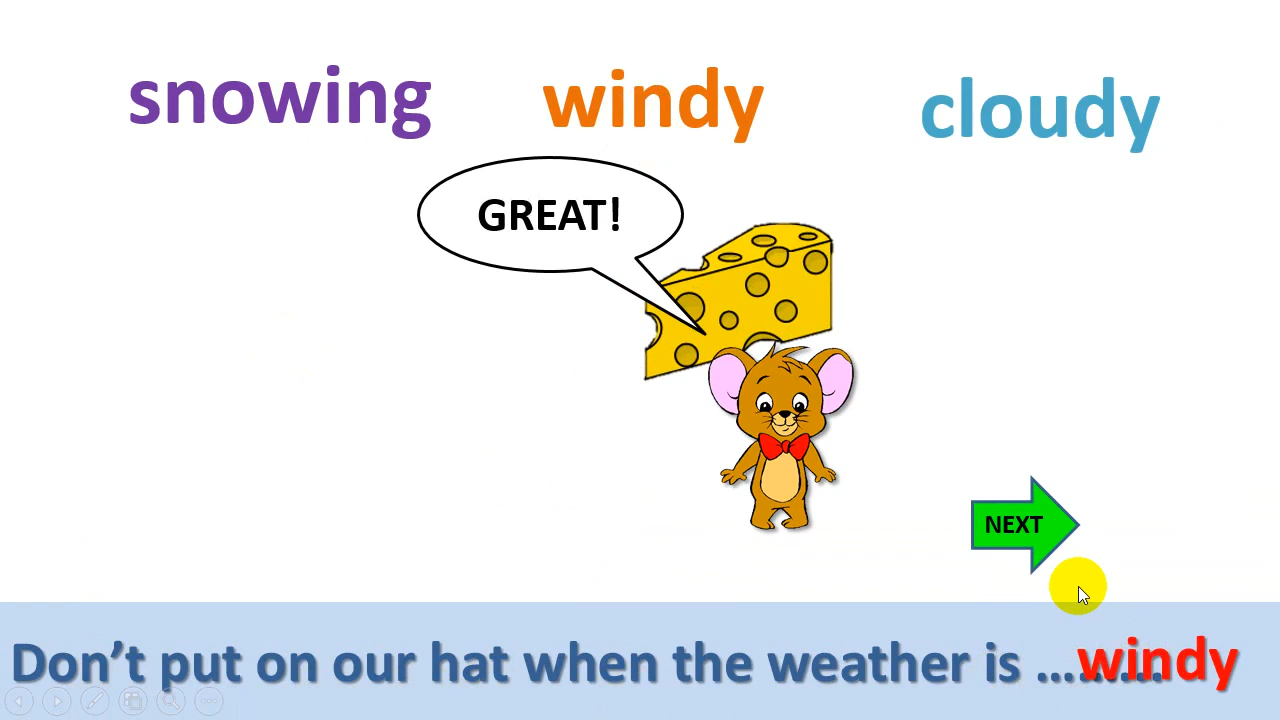 snowing windy cloudy
GREAT!
NEXT
Don't put on our hat when the weather is ......... windy